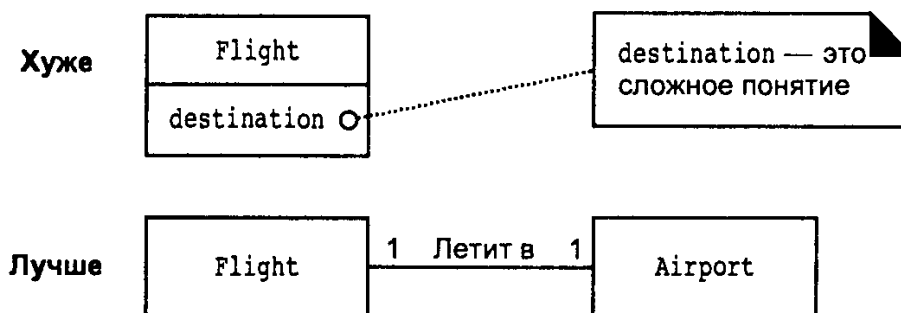 Хуже
Flight
destination
destination — это
сложное понятие
Лучше
Flight
1 Летит в 1
Airport